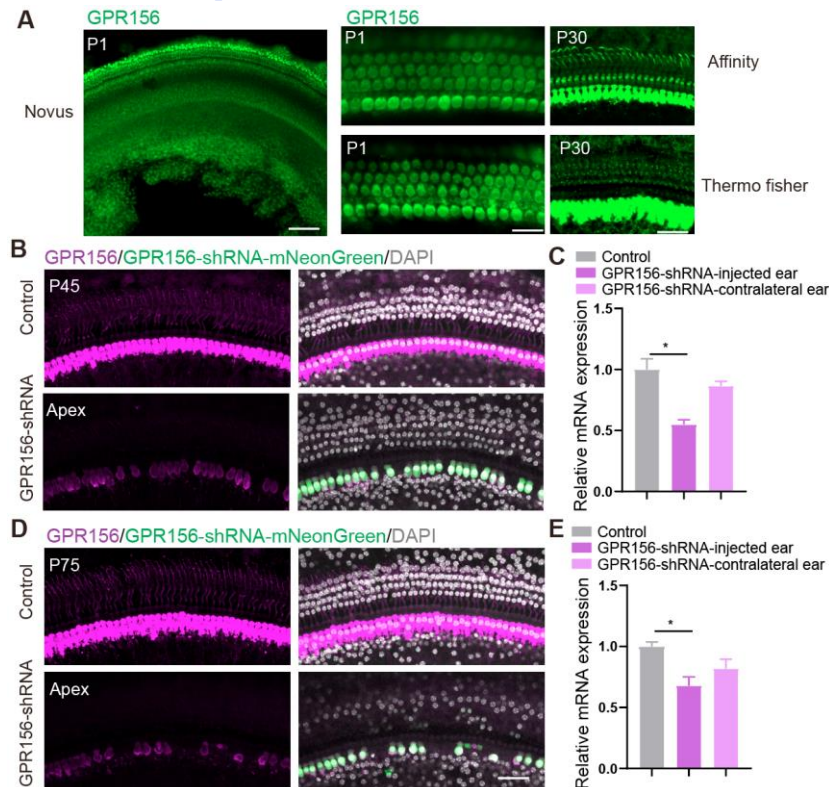 A
GPR156
P1
Novus
GPR156
P1
P30
Affinity
P1
P30
Thermo fisher
B
GPR156/GPR156-shRNA-mNeonGreen/DAPI
Control
P45
GPR156-shRNA
Apex
C
Control
GPR156-shRNA-injected ear
GPR156-shRNA-contralateral ear
Relative mRNA expression
1.5
1.0
0.5
0.0
*
D
GPR156/GPR156-shRNA-mNeonGreen/DAPI
Control
P75
GPR156-shRNA
Apex
E
Control
GPR156-shRNA-injected ear
GPR156-shRNA-contralateral ear
Relative mRNA expression
1.5
1.0
0.5
0.0
*